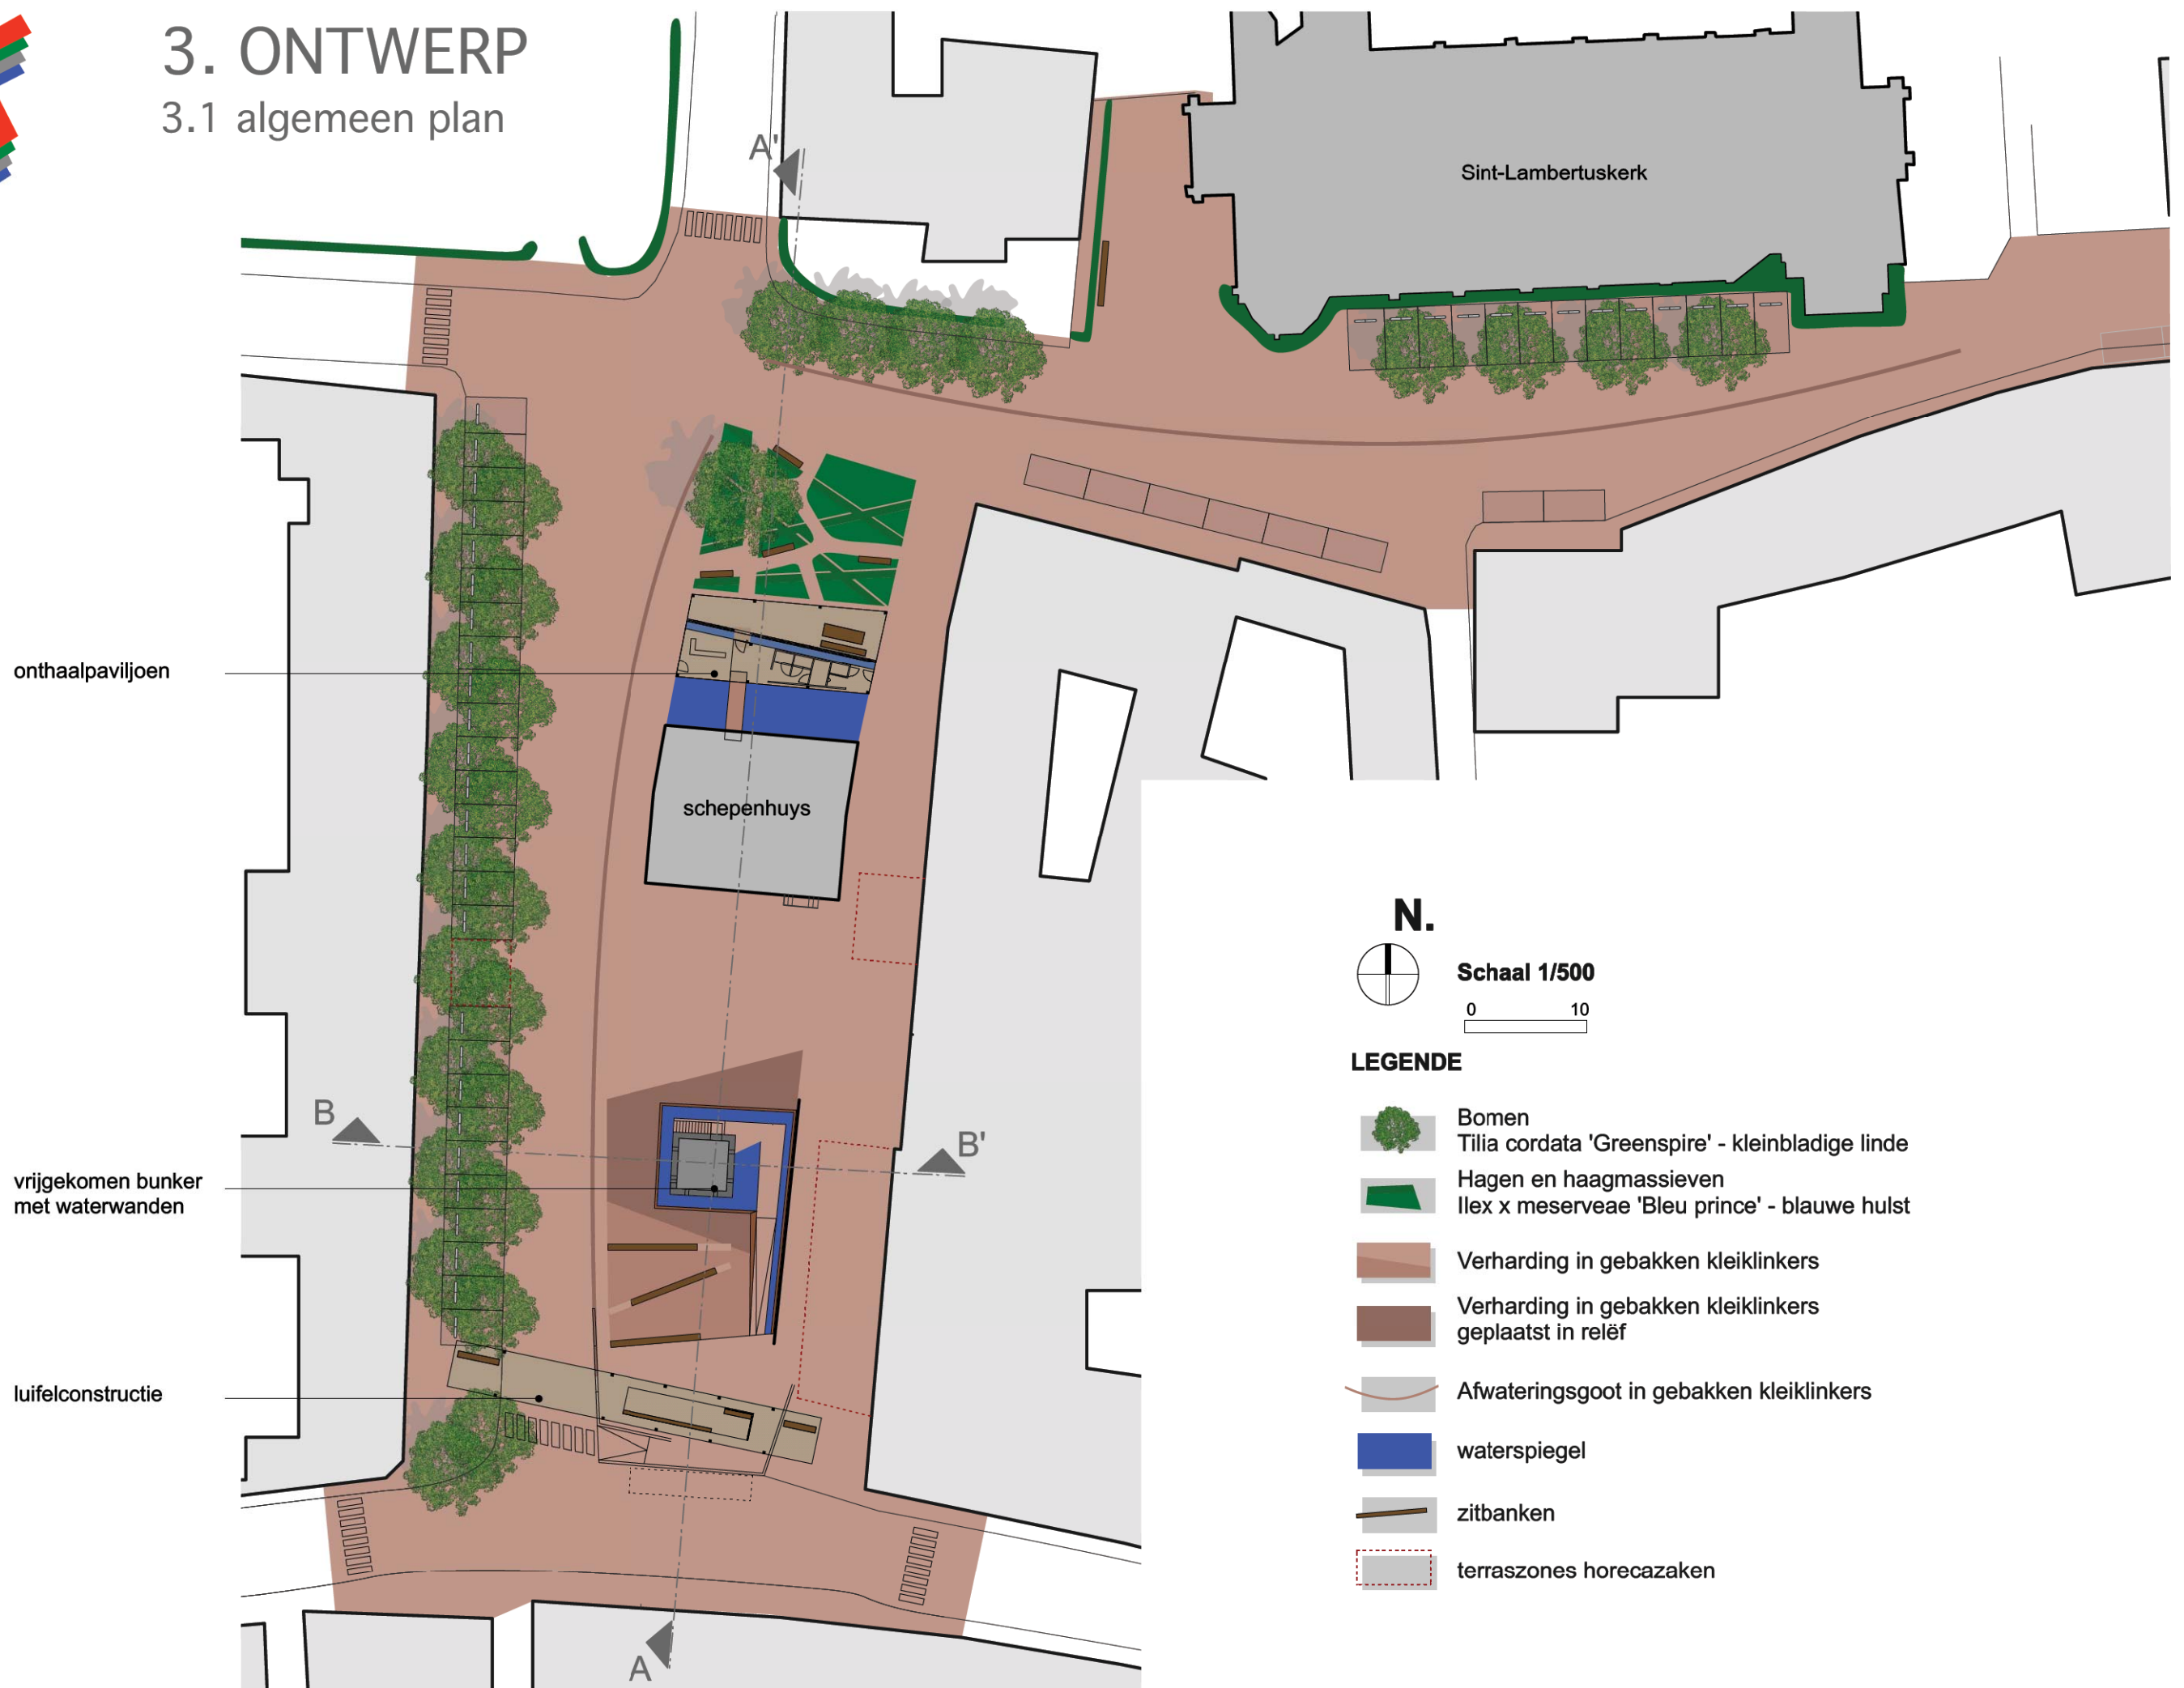 3. ONTWERP
3.1 algemeen plan
A'
Sint-Lambertuskerk
onthaalpaviljoen
schepenhuys
B
B'
vrijgekomen bunker
met waterwanden
luifelconstructie
A
N.
Schaal 1/500
0 10
LEGENDE
Bomen
Tilia cordata 'Greenspire' - kleinbladige linde
Hagen en haagmassieven
Ilex x meserveae 'Bleu prince' - blauwe hulst
Verharding in gebakken kleiklinkers
Verharding in gebakken kleiklinkers
geplaatst in relëf
Afwateringsgoot in gebakken kleiklinkers
waterspiegel
zitbanken
terraszones horecazaken